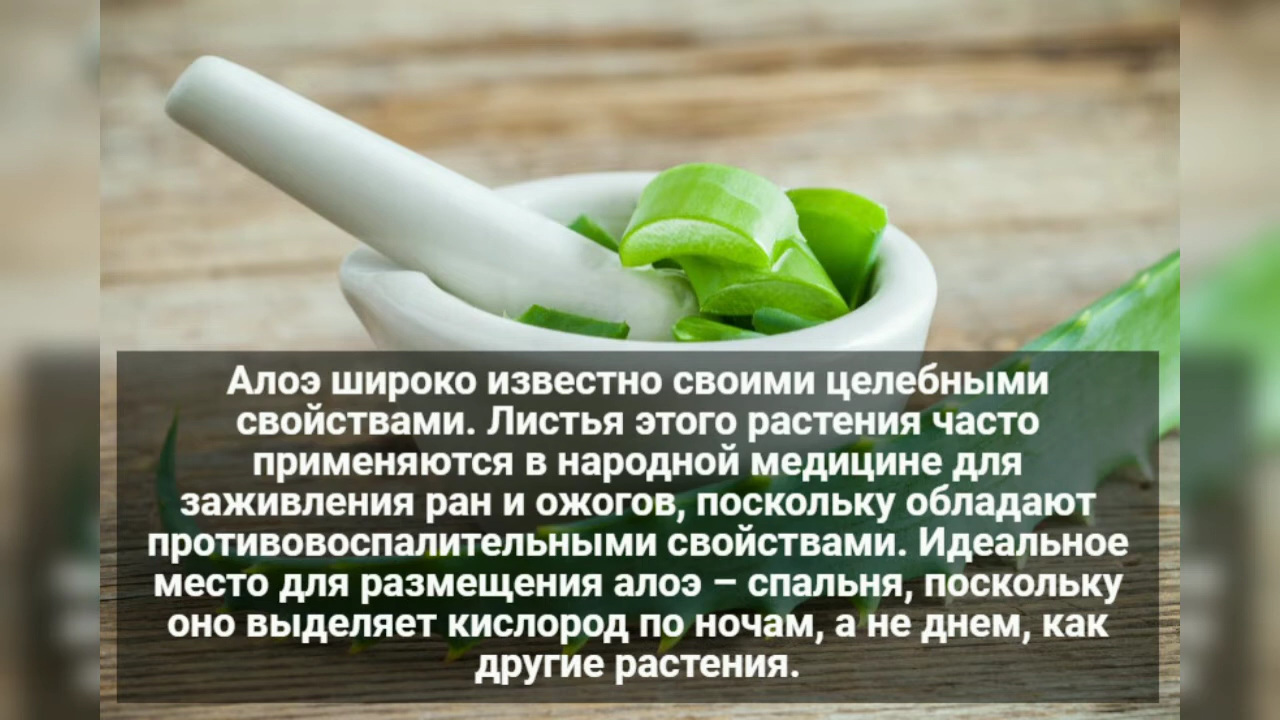 Алоэ широко известно своими целебными
свойствами. Листья этого растения часто
применяются в народной медицине для
заживления ран и ожогов, поскольку обладают
противовоспалительными свойствами. Идеальное
место для размещения алоэ – спальня, поскольку
оно выделяет кислород по ночам, а не днем, как
другие растения.